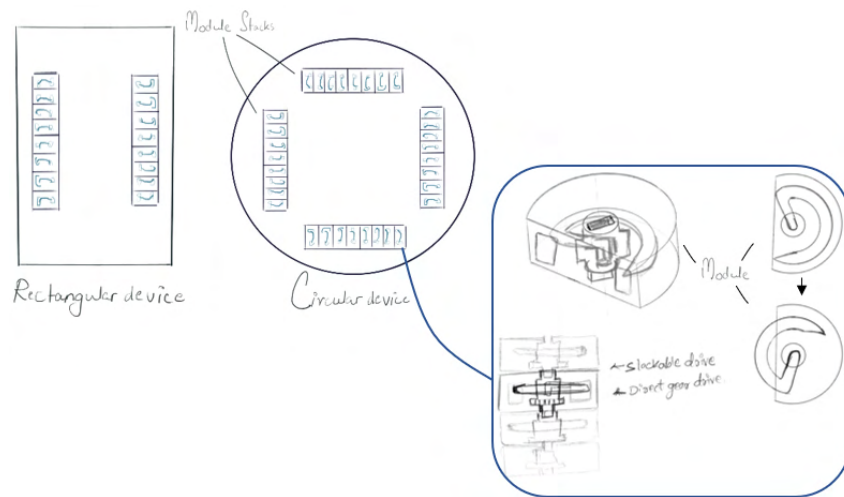 Module Stacks
Rectangular device
Circular device
Module
Stackable drive
Direct gear drive.